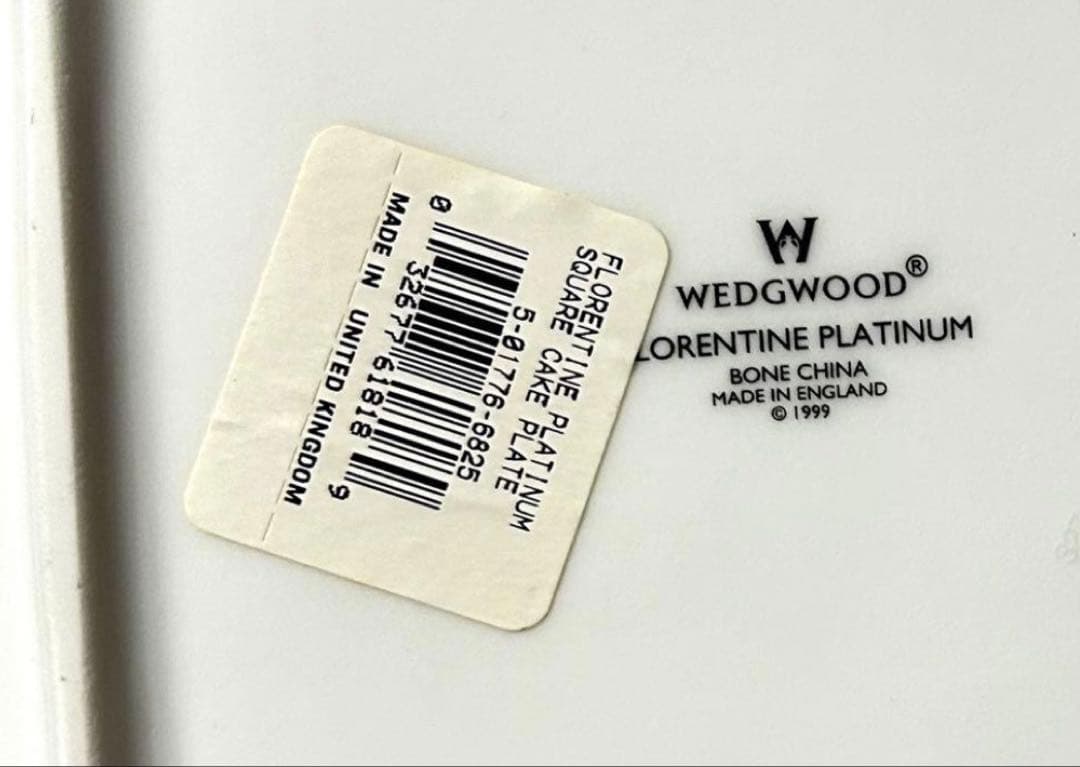 FLORENTINE PLATINUM
SQUARE CAKE PLATE
5-01776-6825
0 32677 61818 9
MADE IN UNITED KINGDOM
W
WEDGWOOD®
LORENTINE PLATINUM
BONE CHINA
MADE IN ENGLAND
© 1999